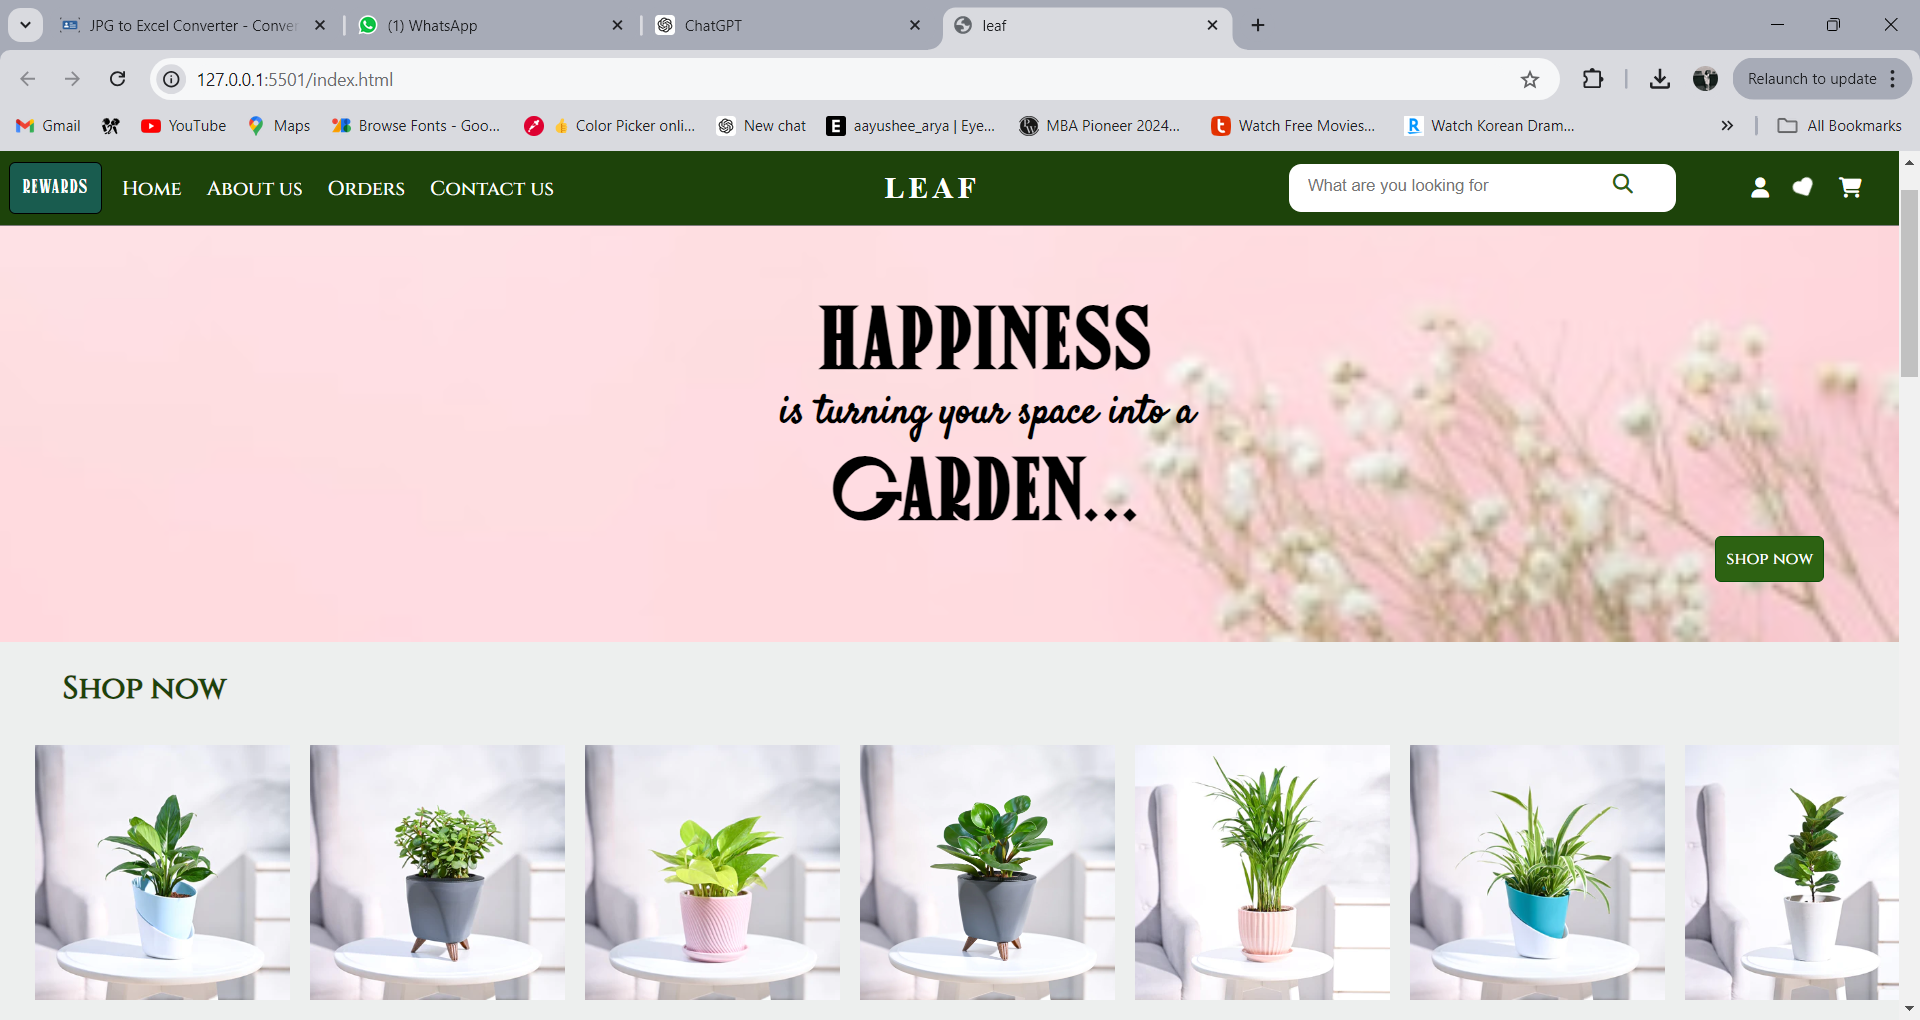 JPG to Excel Converter - Conver
(1) WhatsApp
ChatGPT
leaf
127.0.0.1:5501/index.html
Relaunch to update
Gmail
YouTube
Maps
Browse Fonts - Goo...
Color Picker onli...
New chat
aayushee_arya | Eye...
MBA Pioneer 2024...
Watch Free Movies...
Watch Korean Dram...
All Bookmarks
REWARDS
HOME
ABOUT US
ORDERS
CONTACT US
LEAF
What are you looking for
HAPPINESS
is turning your space into a
GARDEN...
SHOP NOW
SHOP NOW